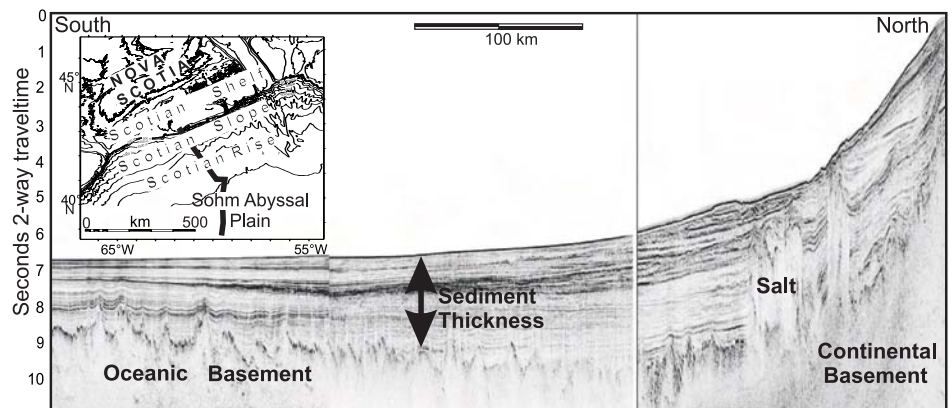 South
North
100 km
Seconds 2-way traveltime
0
1
2
3
4
5
6
7
8
9
10
45°
N
40°
N
NOVA
SCOTIA
Scotian Shelf
Scotian Slope
Scotian Rise
Sohm Abyssal
Plain
0 km 500
65°W 55°W
Sediment
Thickness
Salt
Oceanic Basement
Continental
Basement